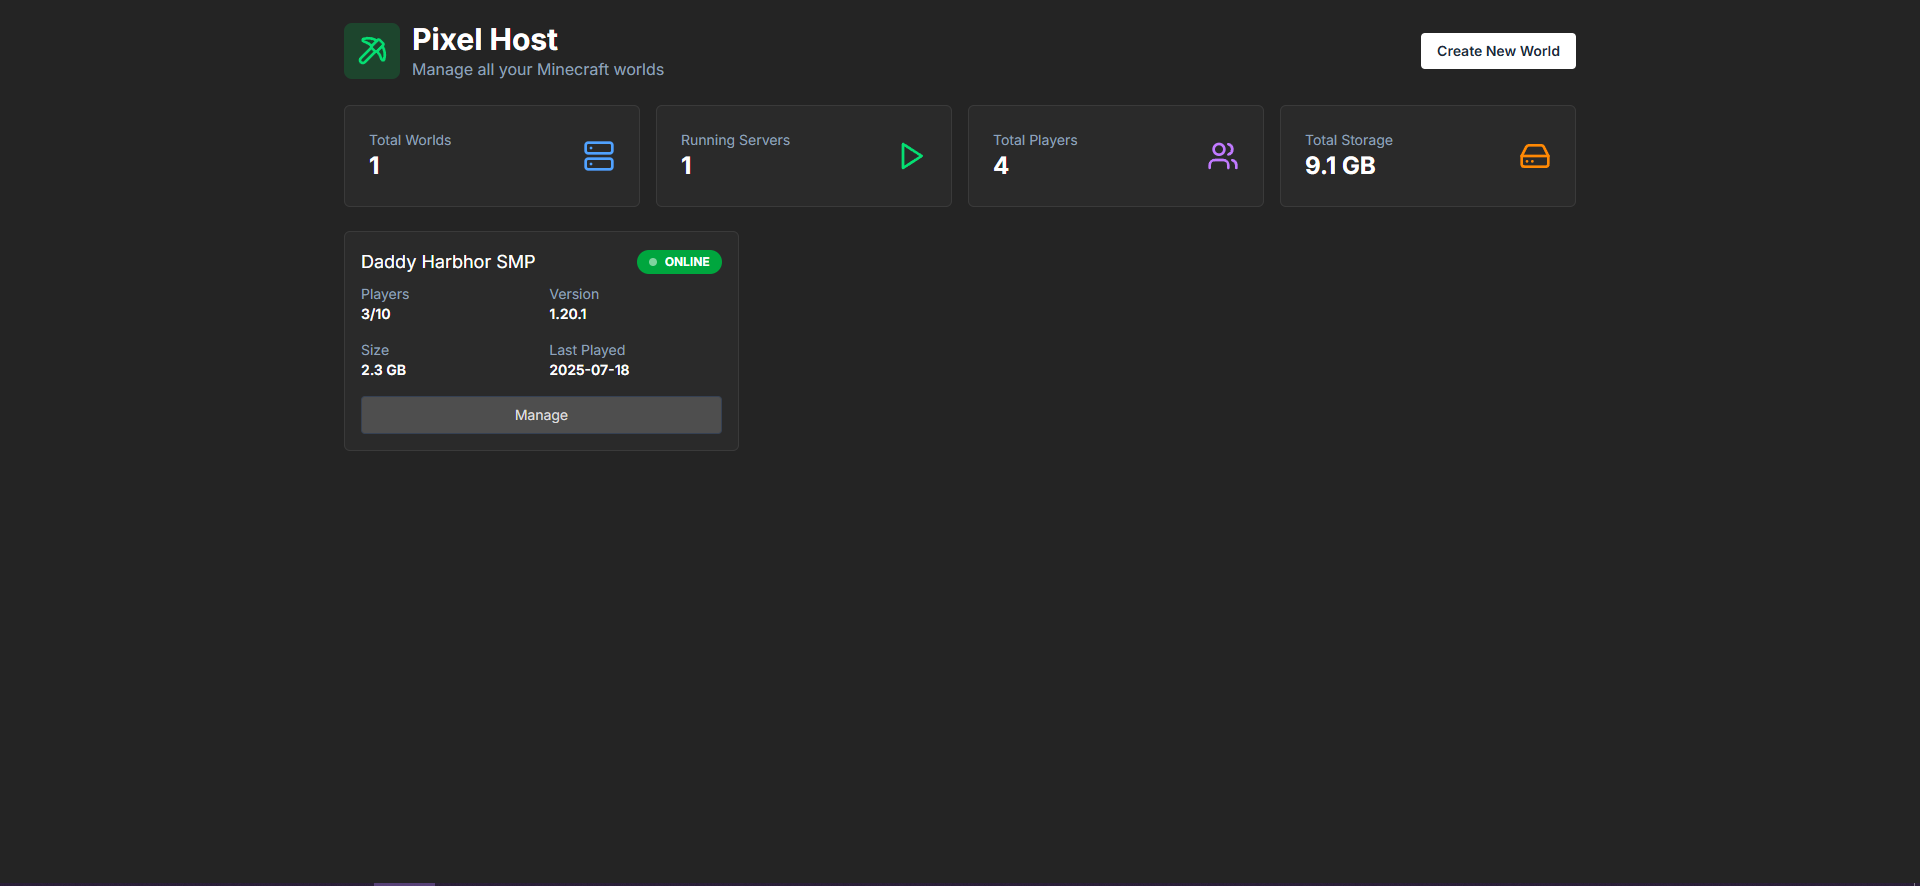 Pixel Host
Manage all your Minecraft worlds
Create New World
Total Worlds
1
Running Servers
1
Total Players
4
Total Storage
9.1 GB
Daddy Harbhor SMP
ONLINE
Players
3/10
Version
1.20.1
Size
2.3 GB
Last Played
2025-07-18
Manage